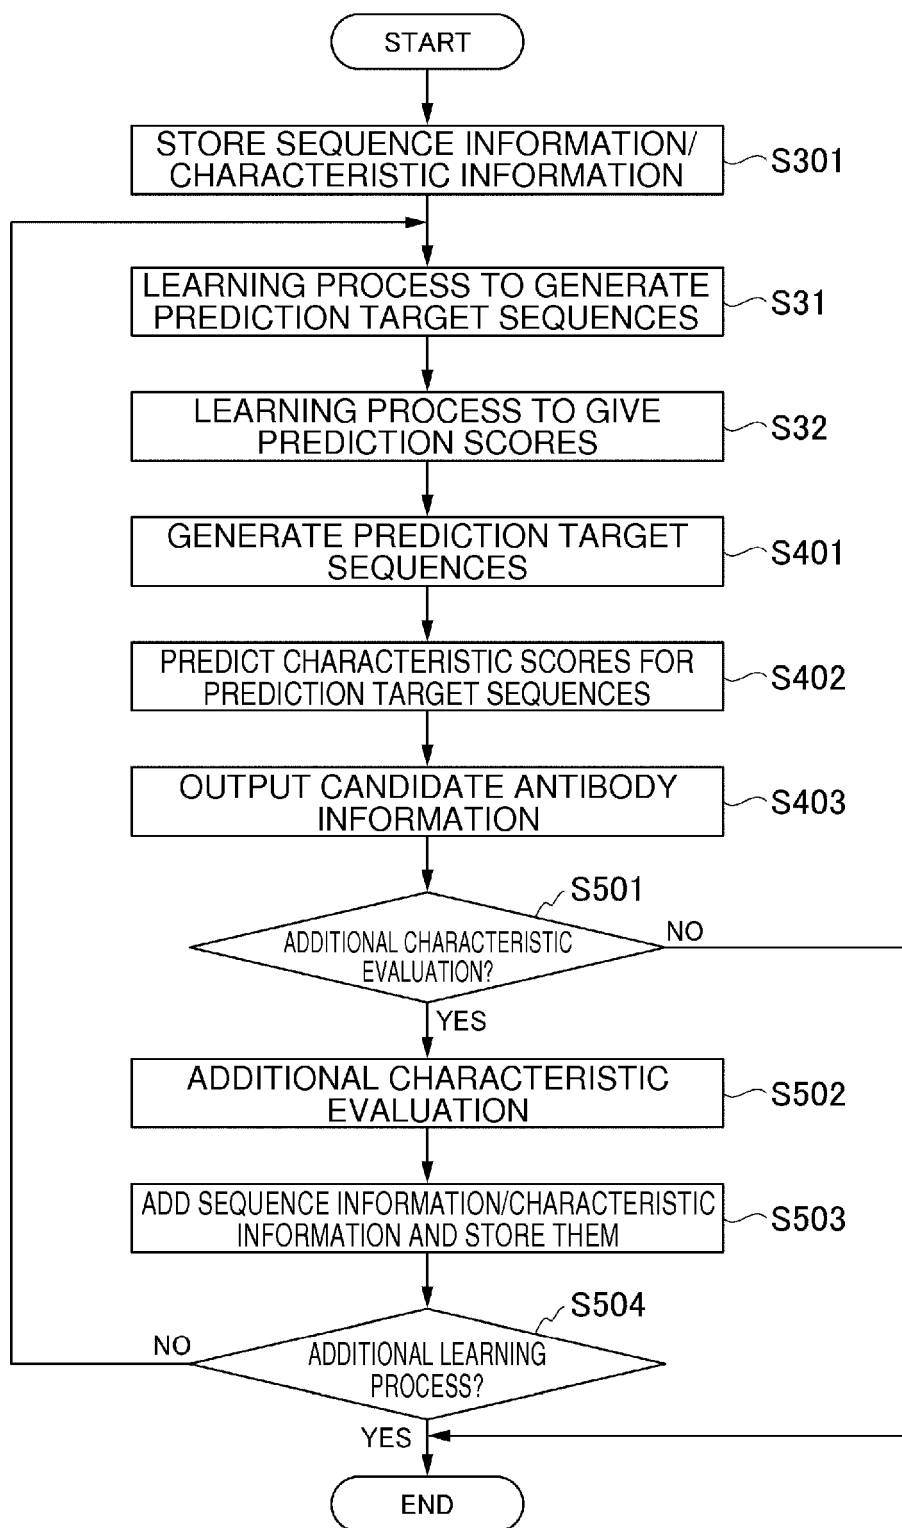 START
STORE SEQUENCE INFORMATION/
CHARACTERISTIC INFORMATION
S301
LEARNING PROCESS TO GENERATE
PREDICTION TARGET SEQUENCES
S31
LEARNING PROCESS TO GIVE
PREDICTION SCORES
S32
GENERATE PREDICTION TARGET
SEQUENCES
S401
PREDICT CHARACTERISTIC SCORES FOR
PREDICTION TARGET SEQUENCES
S402
OUTPUT CANDIDATE ANTIBODY
INFORMATION
S403
S501
ADDITIONAL CHARACTERISTIC
EVALUATION?
NO
YES
ADDITIONAL CHARACTERISTIC
EVALUATION
S502
ADD SEQUENCE INFORMATION/CHARACTERISTIC
INFORMATION AND STORE THEM
S503
S504
NO
ADDITIONAL LEARNING
PROCESS?
YES
END